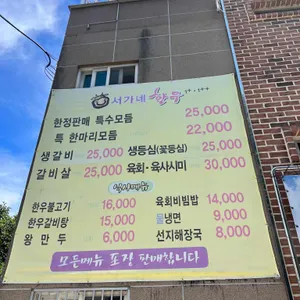 서가네 한우 1+·1++
한정판매 특수모듬 25,000
특 한마리모듬 22,000
생갈비 25,000 생등심(꽃등심) 25,000
갈비살 25,000 육회·육사시미 30,000
식사메뉴
한우불고기 16,000 육회비빔밥 14,000
한우갈비탕 15,000 물냉면 9,000
왕만두 6,000 선지해장국 8,000
모든메뉴 포장 판매합니다